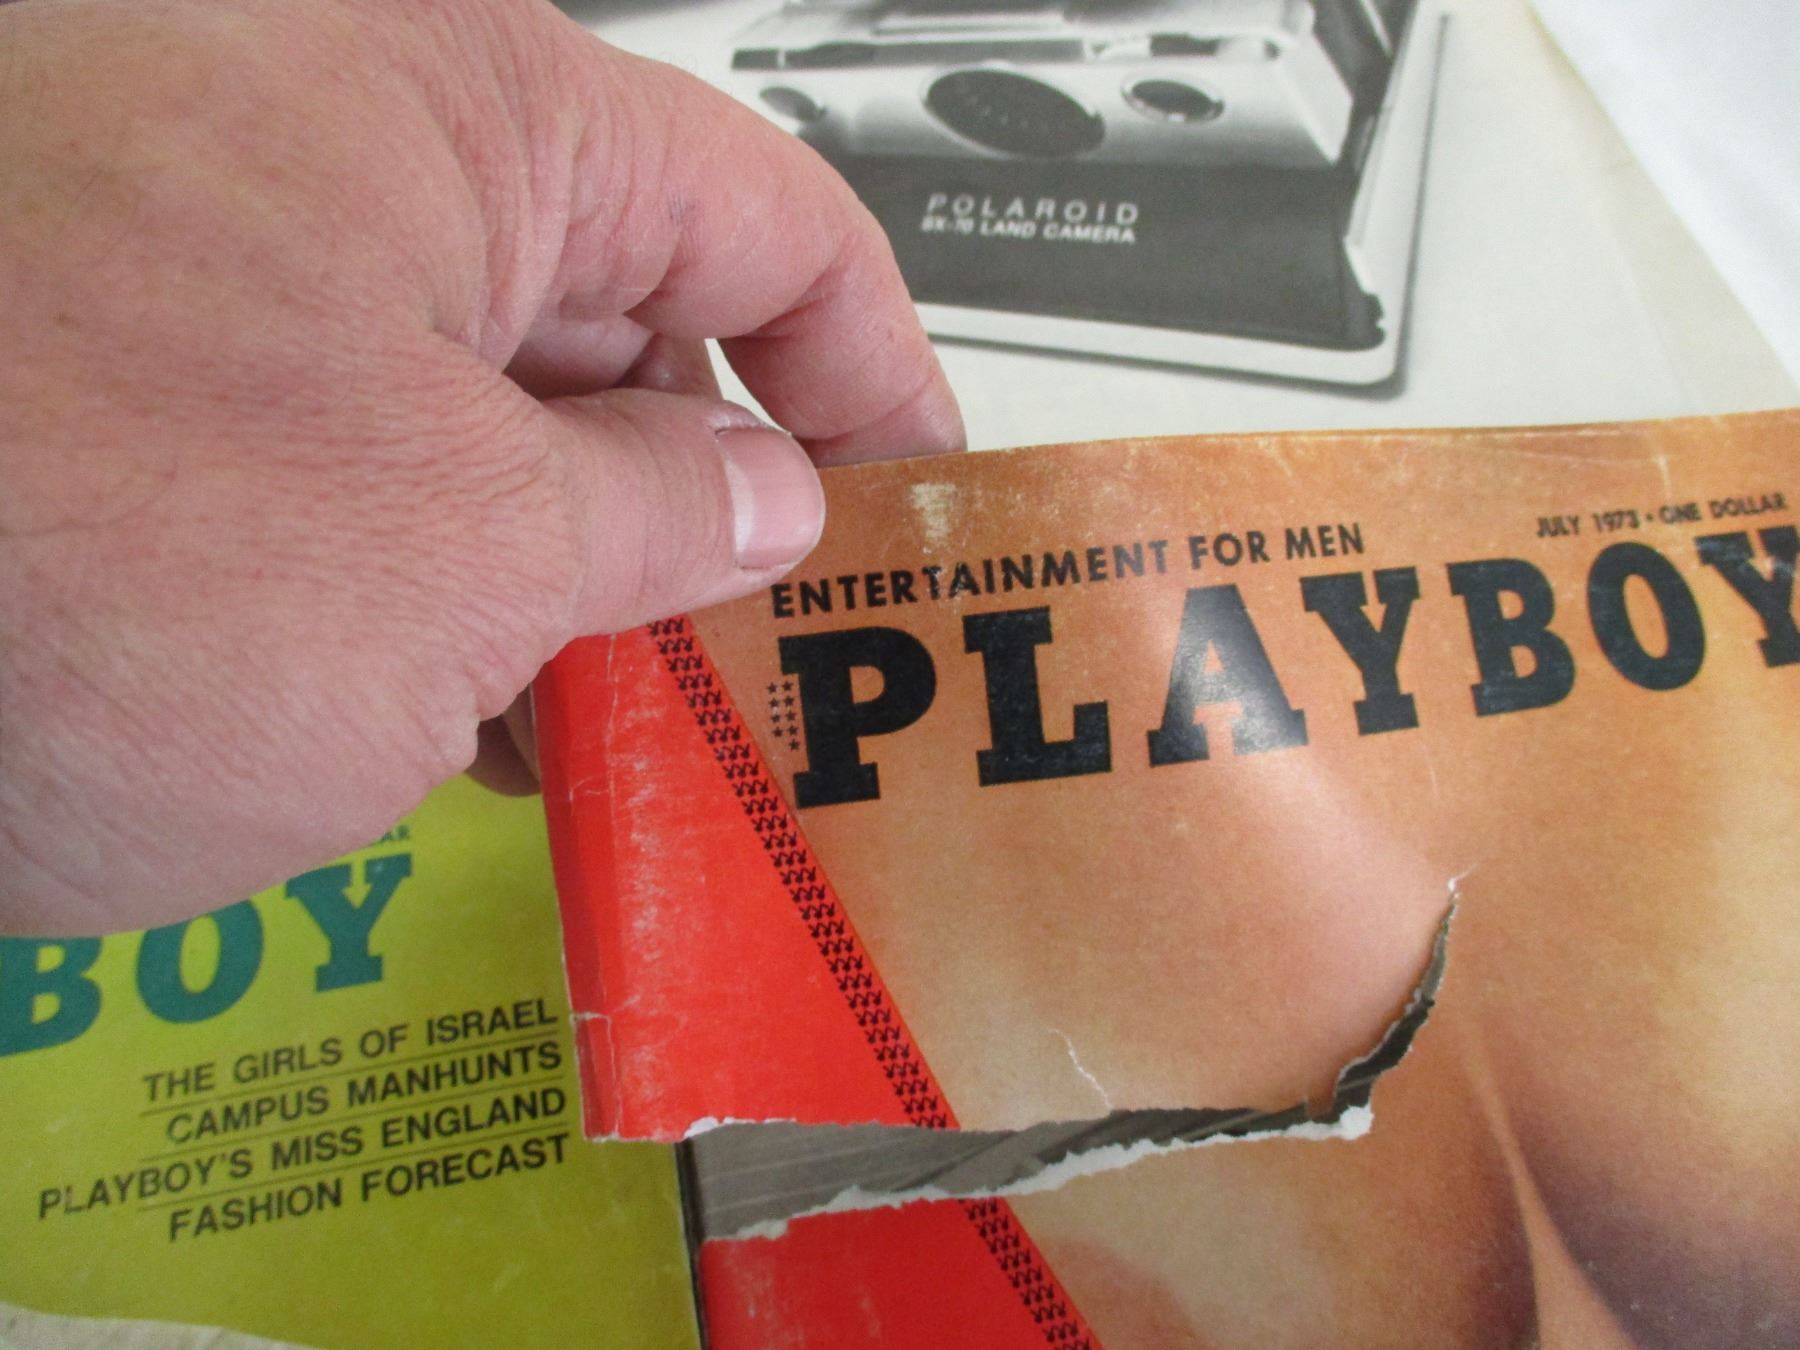 POLAROID
SX-70 LAND CAMERA
ENTERTAINMENT FOR MEN
JULY 1973 • ONE DOLLAR
PLAYBOY
BOY
THE GIRLS OF ISRAEL
CAMPUS MANHUNTS
PLAYBOY'S MISS ENGLAND
FASHION FORECAST